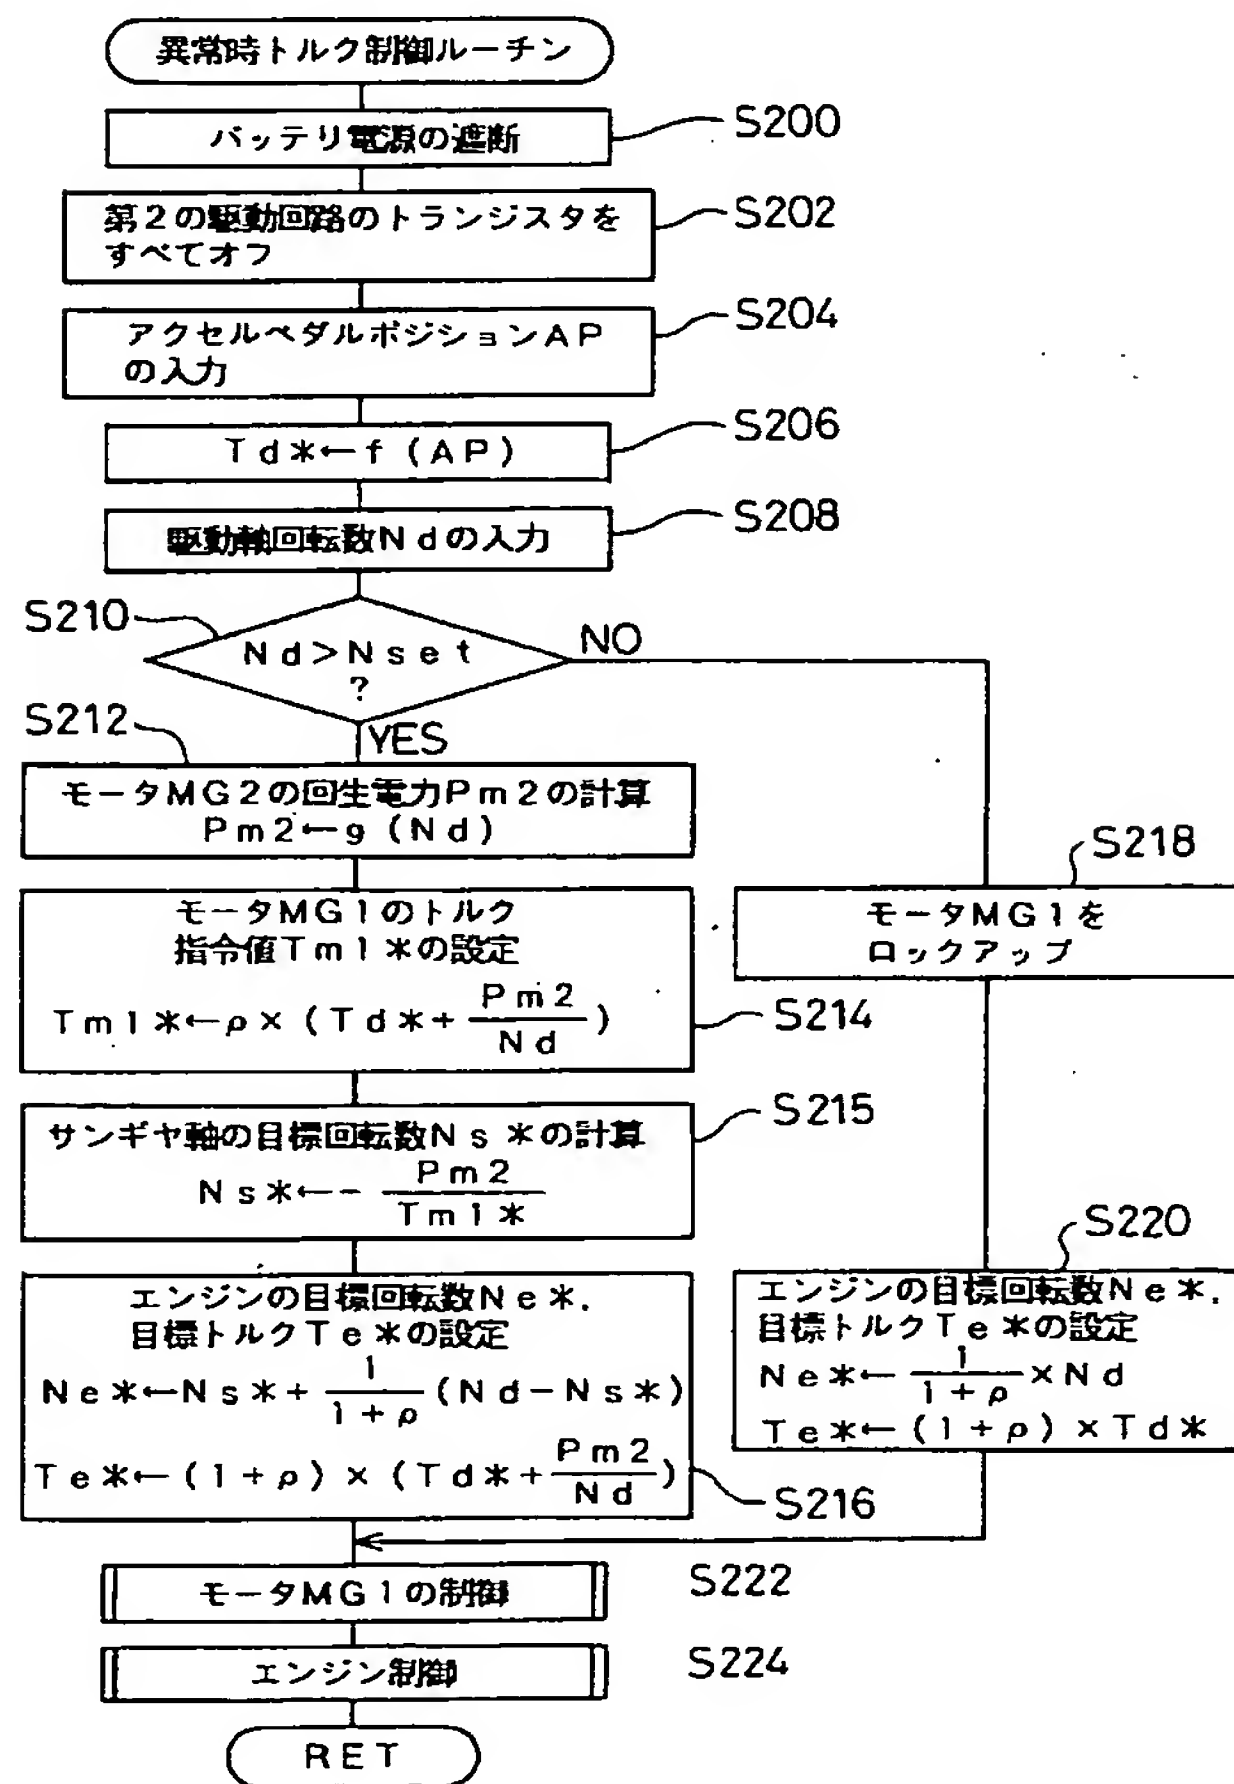 異常時トルク制御ルーチン
バッテリ電源の遮断
S200
第2の駆動回路のトランジスタを
すべてオフ
S202
アクセルペダルポジションAP
の入力
S204
Td*←f(AP)
S206
駆動軸回転数Ndの入力
S208
S210
Nd>Nset
?
NO
YES
S212
モータMG2の回生電力Pm2の計算
Pm2←g(Nd)
モータMG1のトルク
指令値Tm1*の設定
Tm1*←ρ×(Td*+Pm2/Nd)
S214
サンギヤ軸の目標回転数Ns*の計算
Ns*←-Pm2/Tm1*
S215
エンジンの目標回転数Ne*,
目標トルクTe*の設定
Ne*←Ns*+1/1+ρ(Nd-Ns*)
Te*←(1+ρ)×(Td*+Pm2/Nd)
S216
S218
モータMG1を
ロックアップ
S220
エンジンの目標回転数Ne*,
目標トルクTe*の設定
Ne*←1/1+ρ×Nd
Te*←(1+ρ)×Td*
モータMG1の制御
S222
エンジン制御
S224
RET